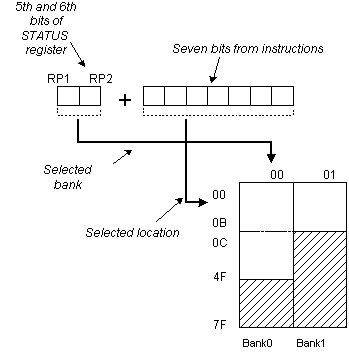 5th and 6th
bits of
STATUS
register
Seven bits from instructions
RP1 RP2
+
Selected
bank
Selected location
00 01
00
0B
0C
4F
7F
Bank0 Bank1